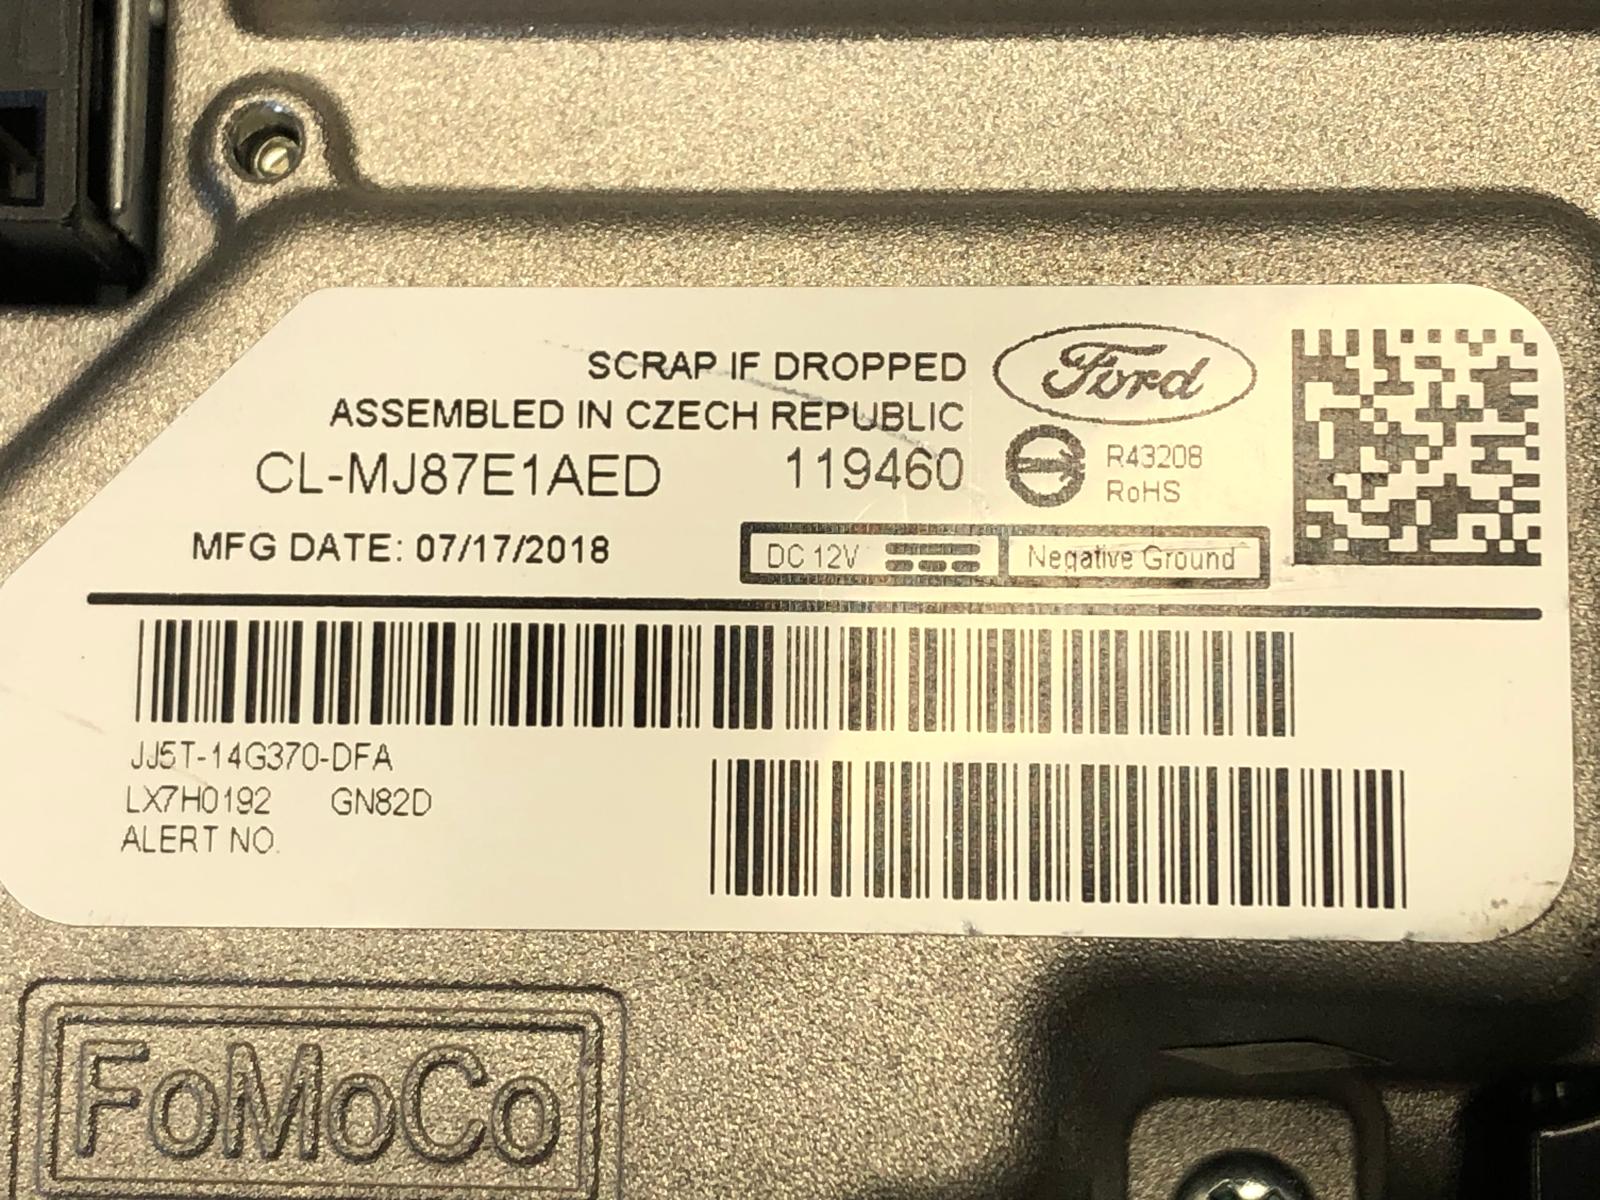 SCRAP IF DROPPED
Ford
ASSEMBLED IN CZECH REPUBLIC
CL-MJ87E1AED 119460
R43208
RoHS
MFG DATE: 07/17/2018
DC 12V Negative Ground
JJ5T-14G370-DFA
LX7H0192 GN82D
ALERT NO.
FoMoCo